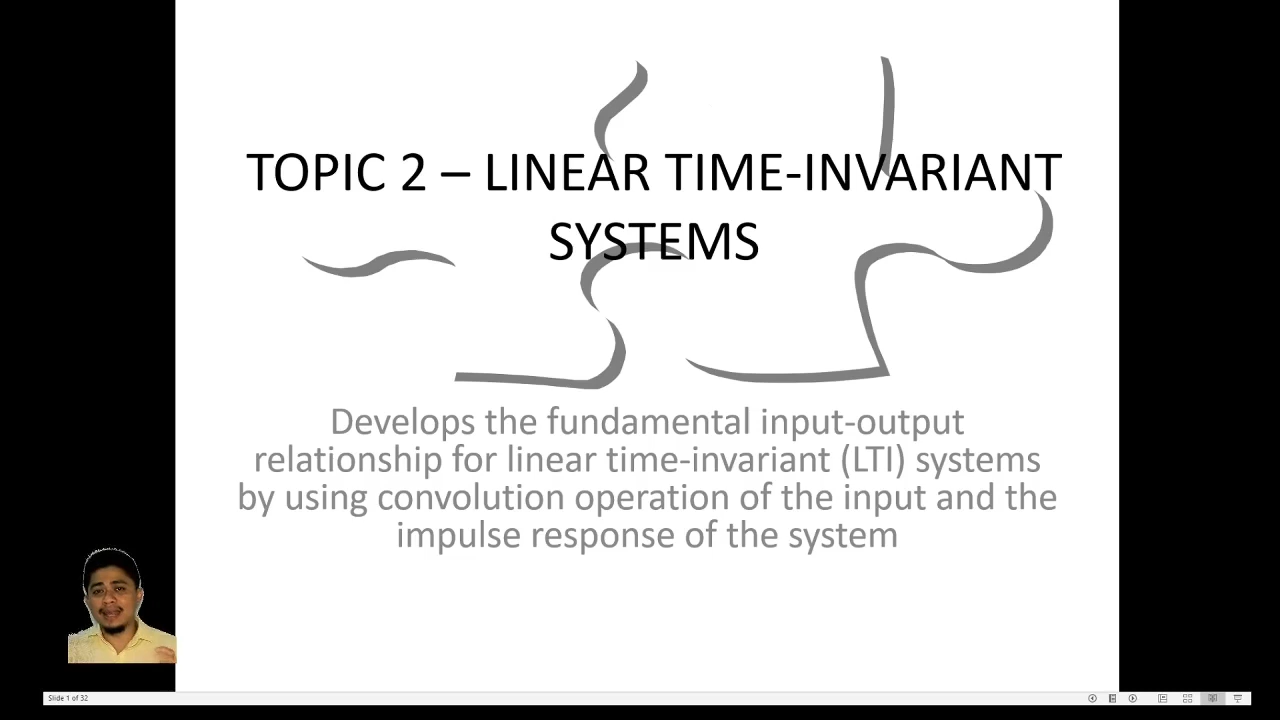 TOPIC 2 – LINEAR TIME-INVARIANT
SYSTEMS
Develops the fundamental input-output
relationship for linear time-invariant (LTI) systems
by using convolution operation of the input and the
impulse response of the system
Slide 1 of 32